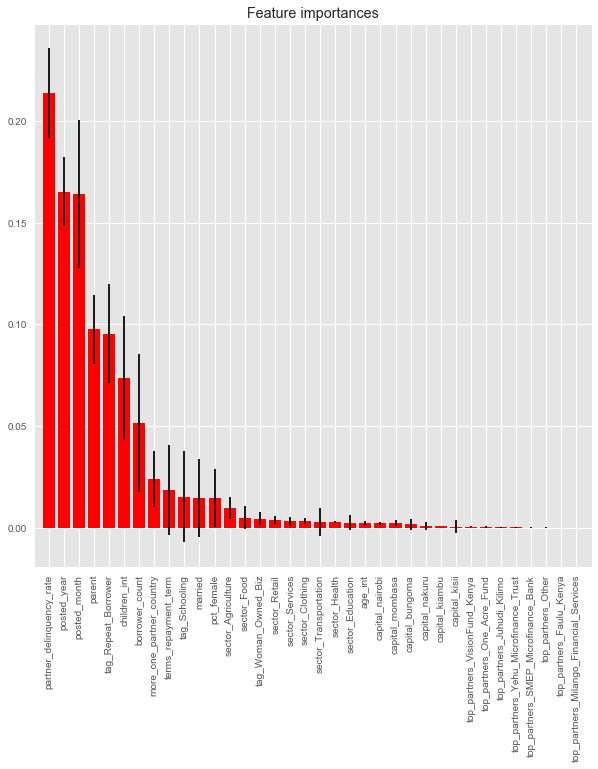 Feature importances
0.20
0.15
0.10
0.05
0.00
partner_delinquency_rate
posted_year
posted_month
parent
tag_Repeat_Borrower
children_int
borrower_count
more_one_partner_country
terms_repayment_term
tag_Schooling
married
pct_female
sector_Agriculture
sector_Food
tag_Woman_Owned_Biz
sector_Retail
sector_Services
sector_Clothing
sector_Transportation
sector_Health
sector_Education
age_int
capital_nairobi
capital_mombasa
capital_bungoma
capital_nakuru
capital_kiambu
capital_kisii
top_partners_VisionFund_Kenya
top_partners_One_Acre_Fund
top_partners_Juhudi_Kilimo
top_partners_Yehu_Microfinance_Trust
top_partners_SMEP_Microfinance_Bank
top_partners_Other
top_partners_Faulu_Kenya
top_partners_Milango_Financial_Services